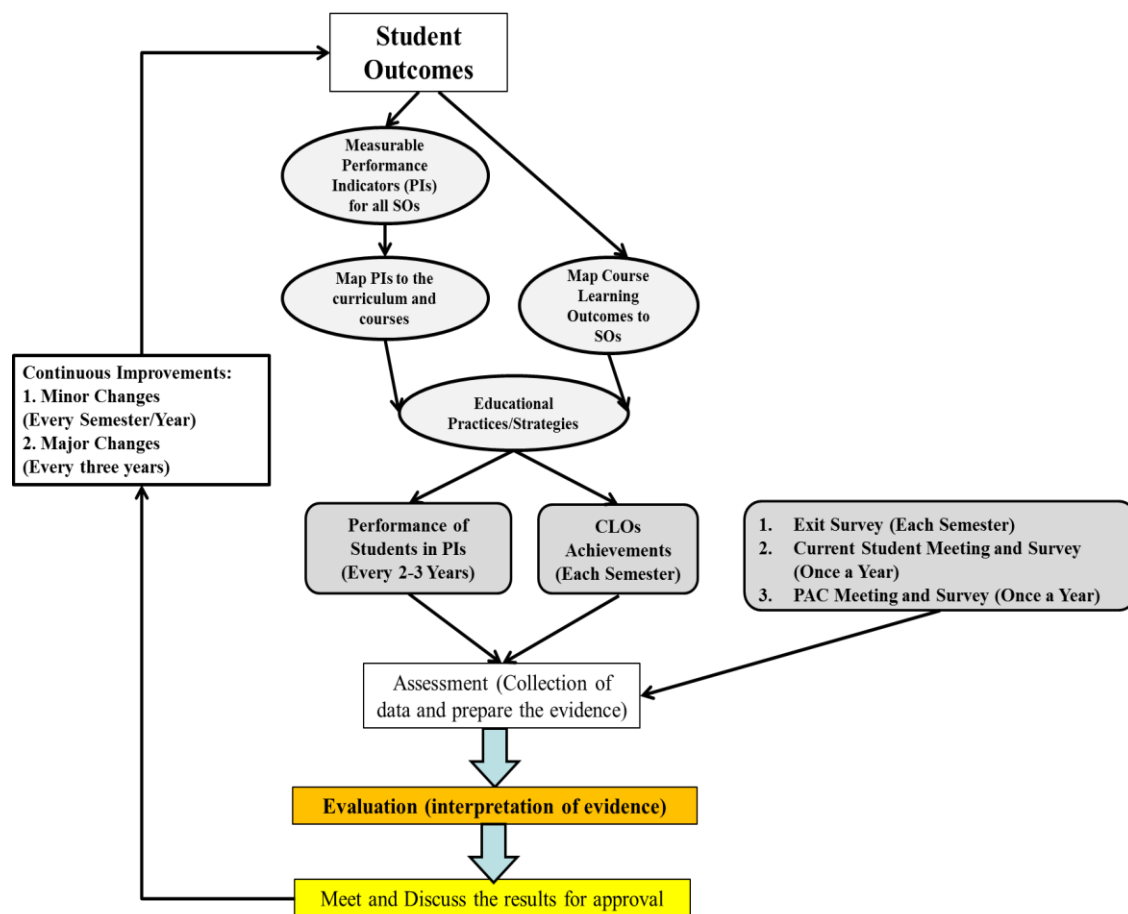 Student
Outcomes
Measurable
Performance
Indicators (PIs)
for all SOs
Map PIs to the
curriculum and
courses
Map Course
Learning
Outcomes to
SOs
Continuous Improvements:
1. Minor Changes
(Every Semester/Year)
2. Major Changes
(Every three years)
Educational
Practices/Strategies
Performance of
Students in PIs
(Every 2-3 Years)
CLOs
Achievements
(Each Semester)
1. Exit Survey (Each Semester)
2. Current Student Meeting and Survey
(Once a Year)
3. PAC Meeting and Survey (Once a Year)
Assessment (Collection of
data and prepare the evidence)
Evaluation (interpretation of evidence)
Meet and Discuss the results for approval